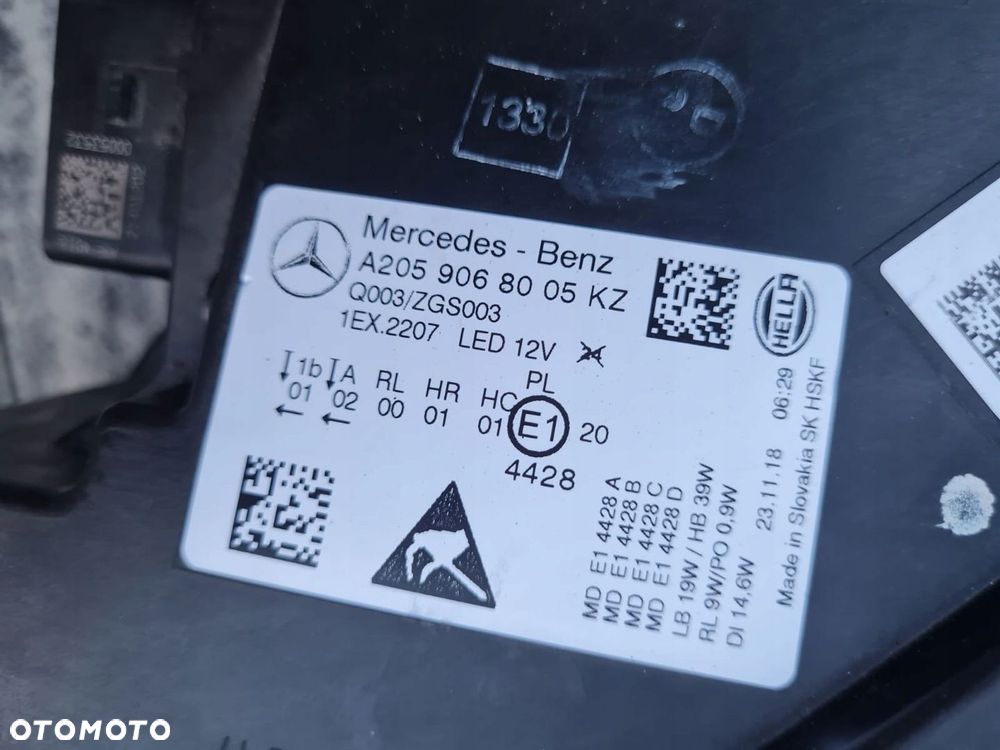 1330
Mercedes - Benz
A205 906 80 05 KZ
Q003/ZGS003
1EX.2207 LED 12V 24
1b A RL HR HC PL
01 02 00 01 01 E1 20
4428
HELLA
MD E1 4428 A
MD E1 4428 B
MD E1 4428 C
MD E1 4428 D
LB 19W / HB 39W
RL 9W/PO 0,9W
DI 14,6W
23.11.18 06:29
Made in Slovakia SK HSKF
OTOMOTO